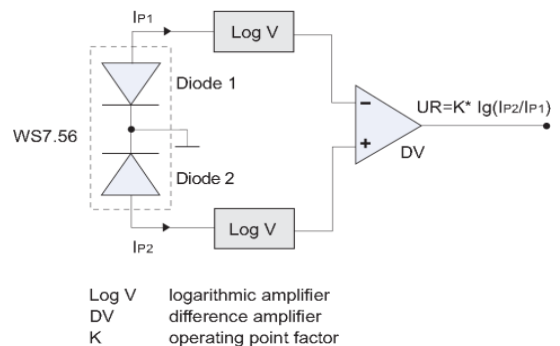 IP1
Log V
Diode 1
UR=K* lg(IP2/IP1)
WS7.56
DV
Diode 2
Log V
IP2
Log V logarithmic amplifier
DV difference amplifier
K operating point factor